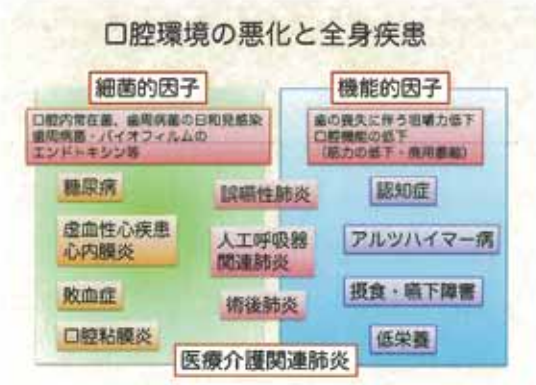 口腔環境の悪化と全身疾患
細菌的因子
口腔内常在菌、歯周病菌の日和見感染
歯周病菌・バイオフィルムの
エンドトキシン等
糖尿病
虚血性心疾患
心内膜炎
敗血症
口腔粘膜炎
誤嚥性肺炎
人工呼吸器
関連肺炎
術後肺炎
機能的因子
歯の喪失に伴う咀嚼力低下
口腔機能の低下
（筋力の低下・廃用萎縮）
認知症
アルツハイマー病
摂食・嚥下障害
低栄養
医療介護関連肺炎